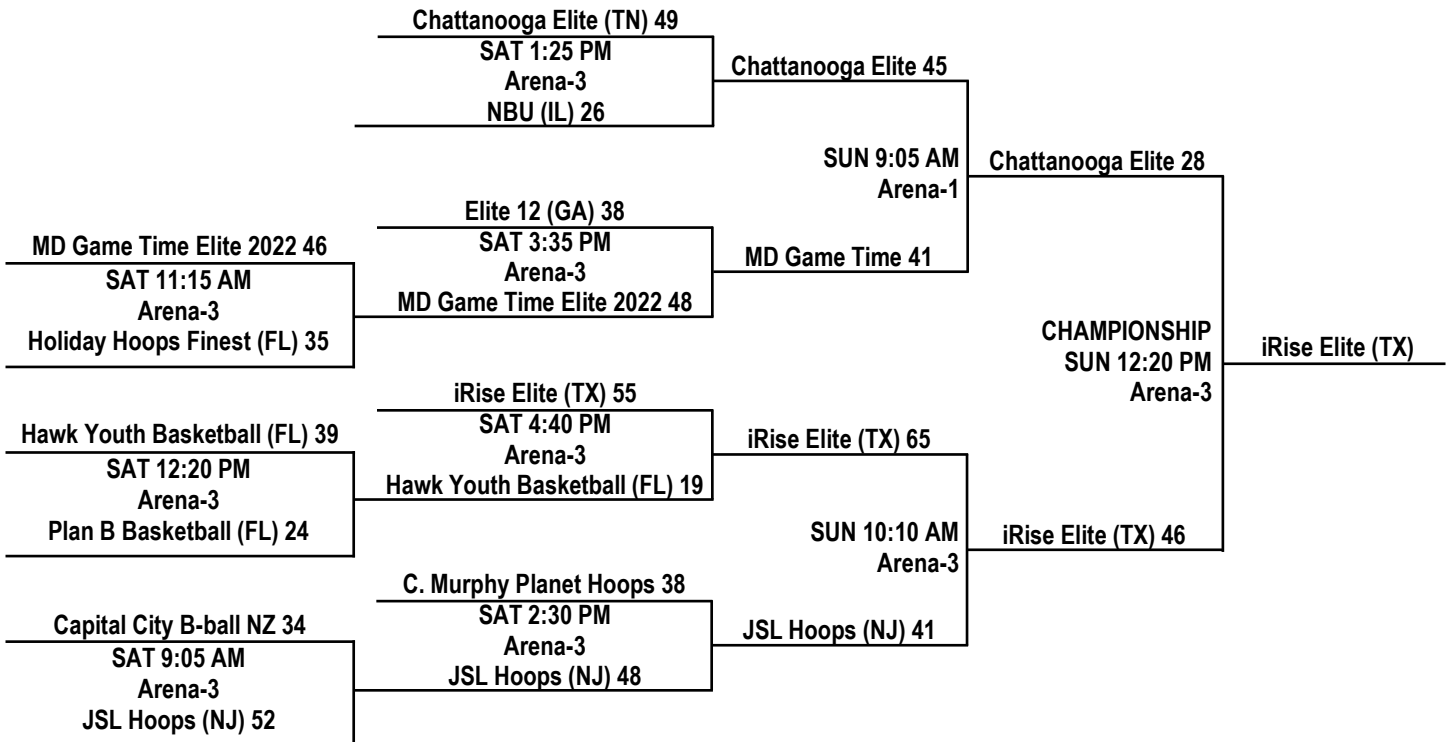 Chattanooga Elite (TN) 49
SAT 1:25 PM
Arena-3
NBU (IL) 26
Chattanooga Elite 45
SUN 9:05 AM
Arena-1
Chattanooga Elite 28
MD Game Time Elite 2022 46
SAT 11:15 AM
Arena-3
Holiday Hoops Finest (FL) 35
Elite 12 (GA) 38
SAT 3:35 PM
Arena-3
MD Game Time Elite 2022 48
MD Game Time 41
CHAMPIONSHIP
SUN 12:20 PM
Arena-3
iRise Elite (TX)
Hawk Youth Basketball (FL) 39
SAT 12:20 PM
Arena-3
Plan B Basketball (FL) 24
iRise Elite (TX) 55
SAT 4:40 PM
Arena-3
Hawk Youth Basketball (FL) 19
iRise Elite (TX) 65
SUN 10:10 AM
Arena-3
iRise Elite (TX) 46
Capital City B-ball NZ 34
SAT 9:05 AM
Arena-3
JSL Hoops (NJ) 52
C. Murphy Planet Hoops 38
SAT 2:30 PM
Arena-3
JSL Hoops (NJ) 48
JSL Hoops (NJ) 41